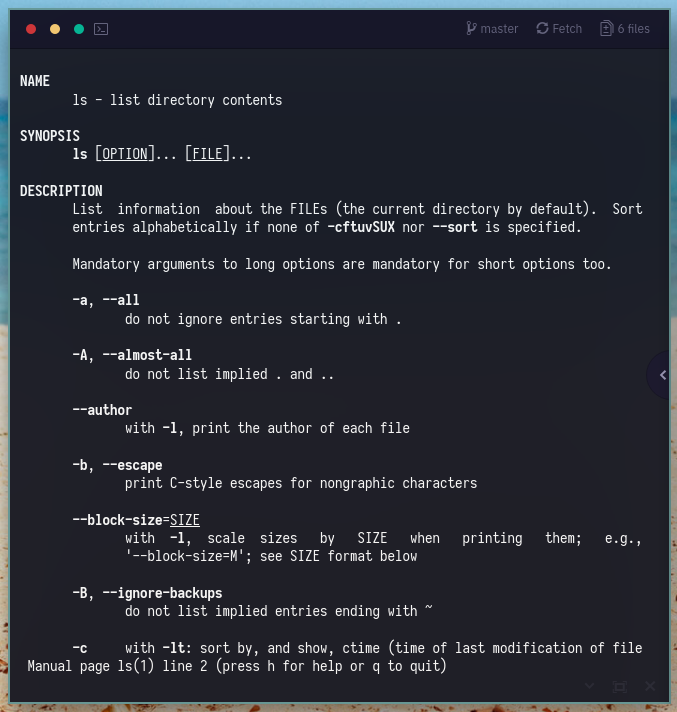 master Fetch 6 files
NAME
ls - list directory contents
SYNOPSIS
ls [OPTION]... [FILE]...
DESCRIPTION
List information about the FILEs (the current directory by default). Sort
entries alphabetically if none of -cftuvSUX nor --sort is specified.
Mandatory arguments to long options are mandatory for short options too.
-a, --all
do not ignore entries starting with .
-A, --almost-all
do not list implied . and ..
--author
with -l, print the author of each file
-b, --escape
print C-style escapes for nongraphic characters
--block-size=SIZE
with -l, scale sizes by SIZE when printing them; e.g.,
'--block-size=M'; see SIZE format below
-B, --ignore-backups
do not list implied entries ending with ~
-c with -lt: sort by, and show, ctime (time of last modification of file
Manual page ls(1) line 2 (press h for help or q to quit)